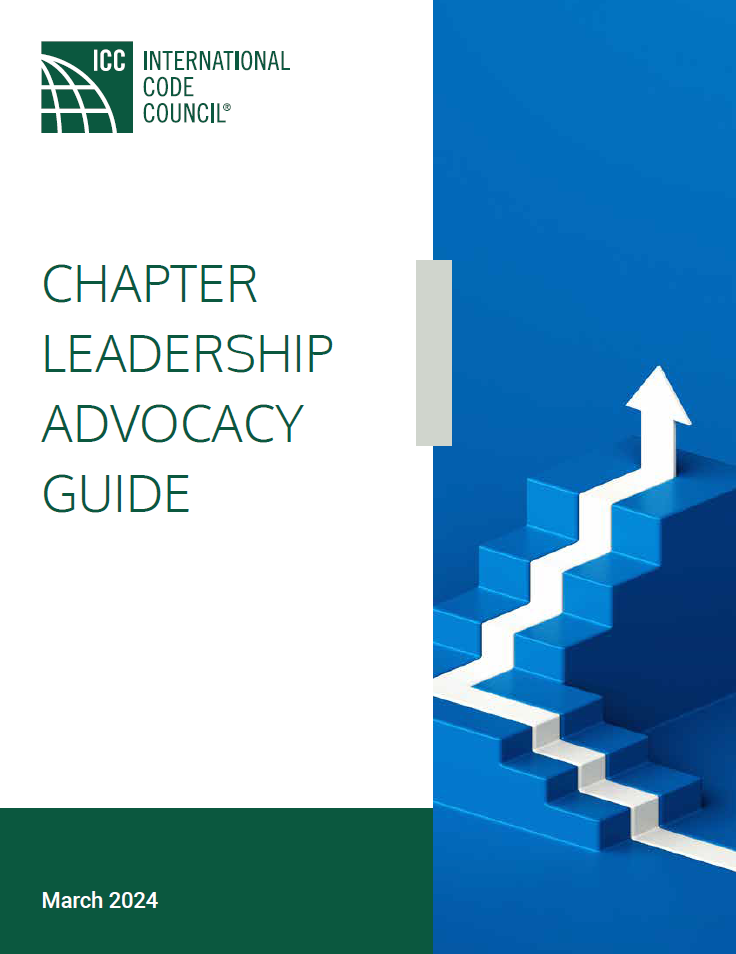 ICC
INTERNATIONAL
CODE
COUNCIL®
CHAPTER
LEADERSHIP
ADVOCACY
GUIDE
March 2024